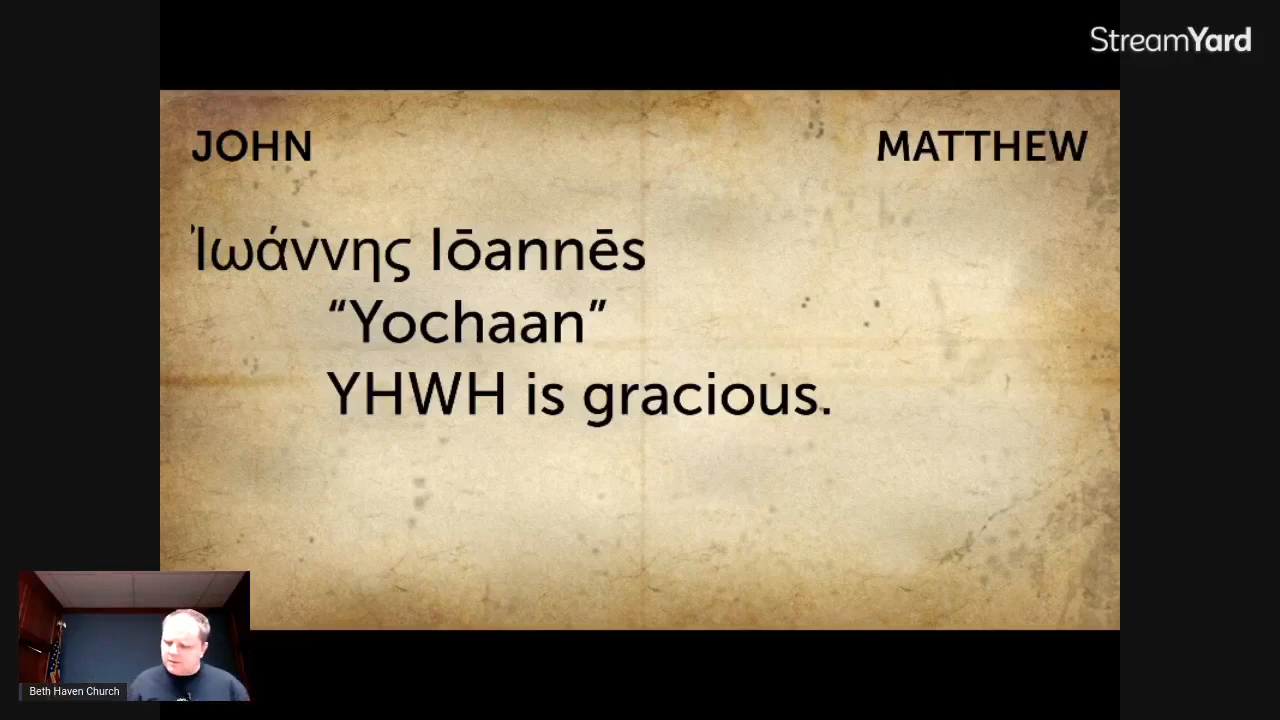 StreamYard
JOHN
MATTHEW
Ἰωάννης Iōannēs
“Yochaan”
YHWH is gracious.
Beth Haven Church